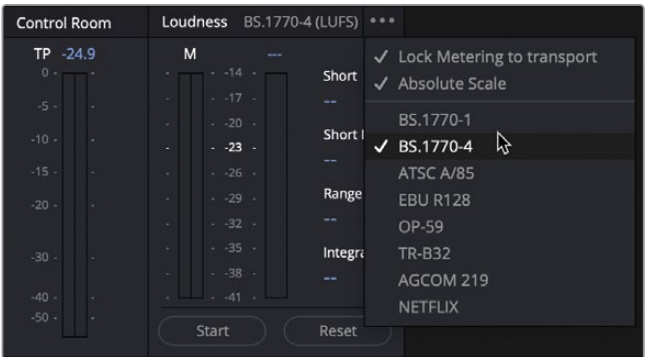 Control Room
Loudness BS.1770-4 (LUFS)
TP -24.9
M ---
0
-5
-10
-15
-20
-30
-40
-50
-14
-17
-20
-23
-26
-29
-32
-35
-38
-41
Short
--
Short
--
Range
--
Integra
--
Start
Reset
Lock Metering to transport
Absolute Scale
BS.1770-1
BS.1770-4
ATSC A/85
EBU R128
OP-59
TR-B32
AGCOM 219
NETFLIX